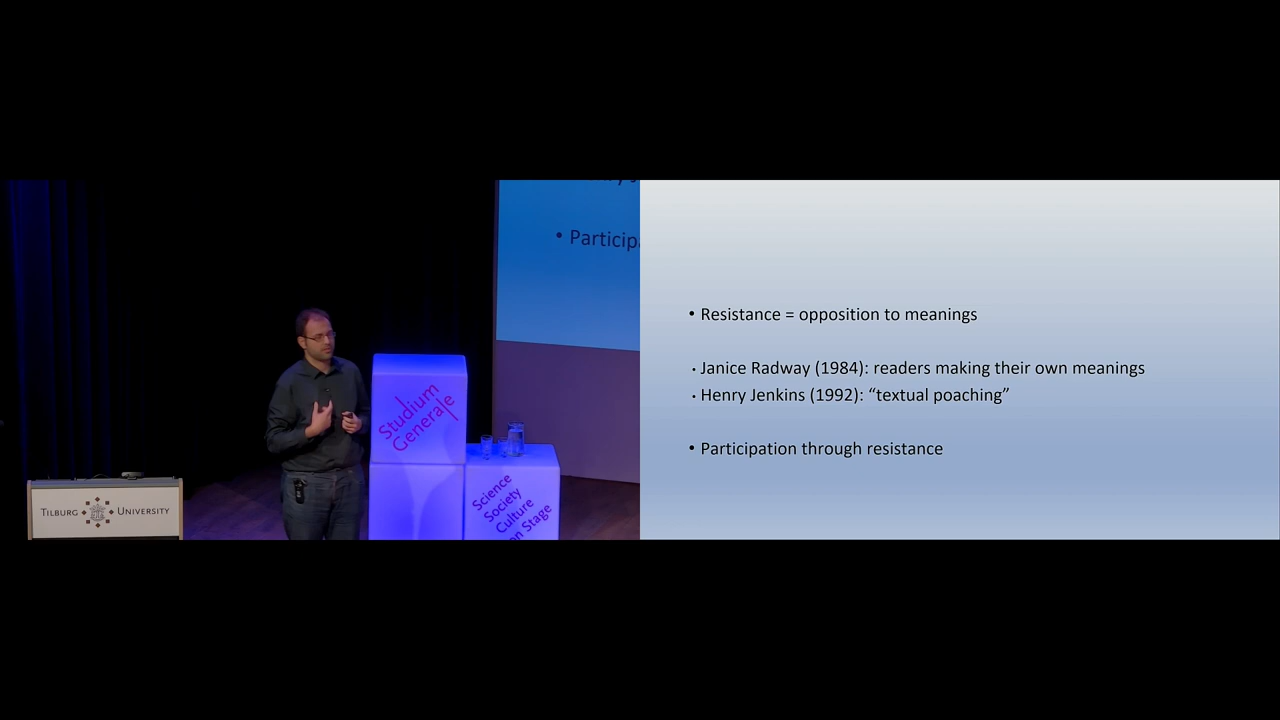 • Particip
Studium
Generale
Science
Society
Culture
on Stage
TILBURG UNIVERSITY
• Resistance = opposition to meanings
• Janice Radway (1984): readers making their own meanings
• Henry Jenkins (1992): “textual poaching”
• Participation through resistance